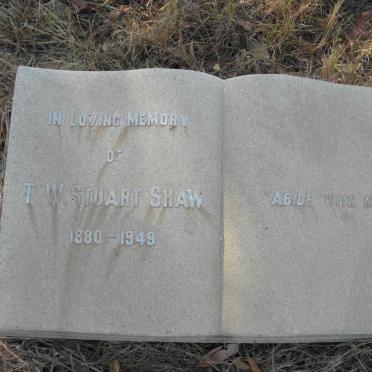 IN LOVING MEMORY
OF
T. W. STUART SHAW
1880-1949
"ABIDE WITH M